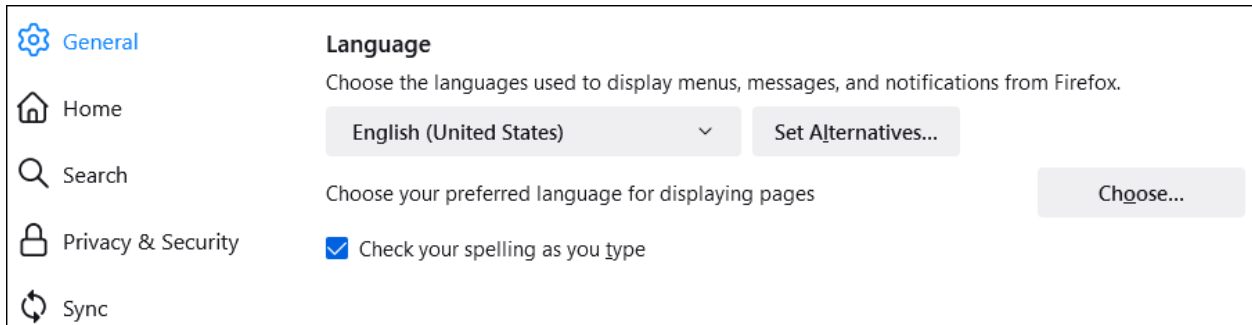 General
Home
Search
Privacy & Security
Sync
Language
Choose the languages used to display menus, messages, and notifications from Firefox.
English (United States)
Set Alternatives...
Choose your preferred language for displaying pages
Choose...
Check your spelling as you type